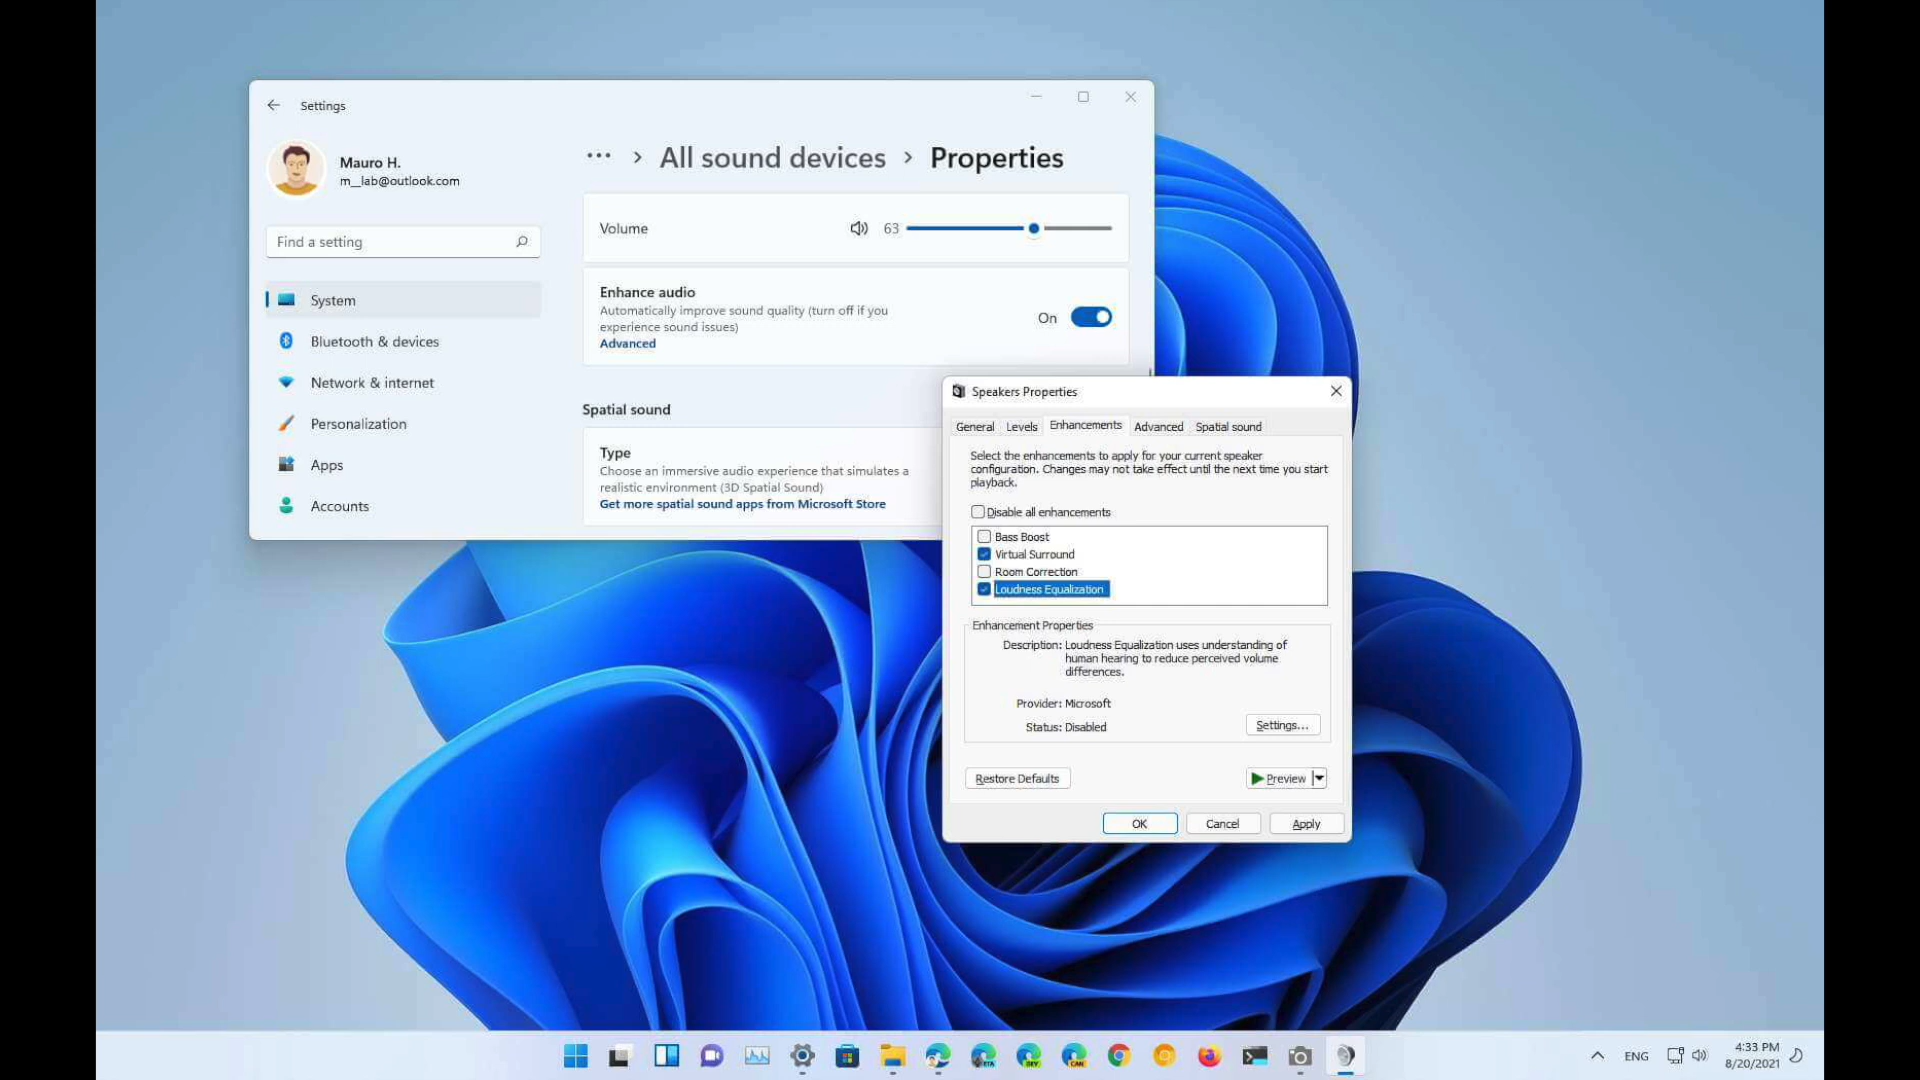 Settings
Mauro H.
m__lab@outlook.com
Find a setting
System
Bluetooth & devices
Network & internet
Personalization
Apps
Accounts
··· › All sound devices › Properties
Volume
63
Enhance audio
Automatically improve sound quality (turn off if you
experience sound issues)
Advanced
On
Spatial sound
Type
Choose an immersive audio experience that simulates a
realistic environment (3D Spatial Sound)
Get more spatial sound apps from Microsoft Store
Speakers Properties
General Levels Enhancements Advanced Spatial sound
Select the enhancements to apply for your current speaker
configuration. Changes may not take effect until the next time you start
playback.
Disable all enhancements
Bass Boost
Virtual Surround
Room Correction
Loudness Equalization
Enhancement Properties
Description: Loudness Equalization uses understanding of
human hearing to reduce perceived volume
differences.
Provider: Microsoft
Status: Disabled
Settings...
Restore Defaults
Preview
OK Cancel Apply
BETA
DEV
CAN
ENG
4:33 PM
8/20/2021